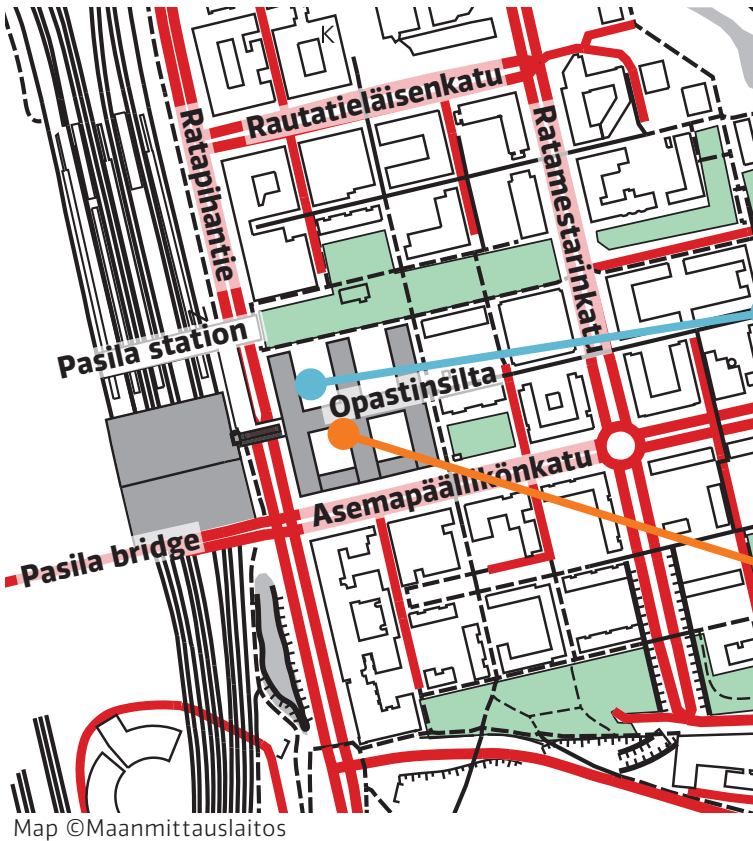 K
Rautatieläisenkatu
Ratapihantie
Ratamestarinkatu
Pasila station
Opastinsilta
Asemapäällikönkatu
Pasila bridge
Map ©Maanmittauslaitos